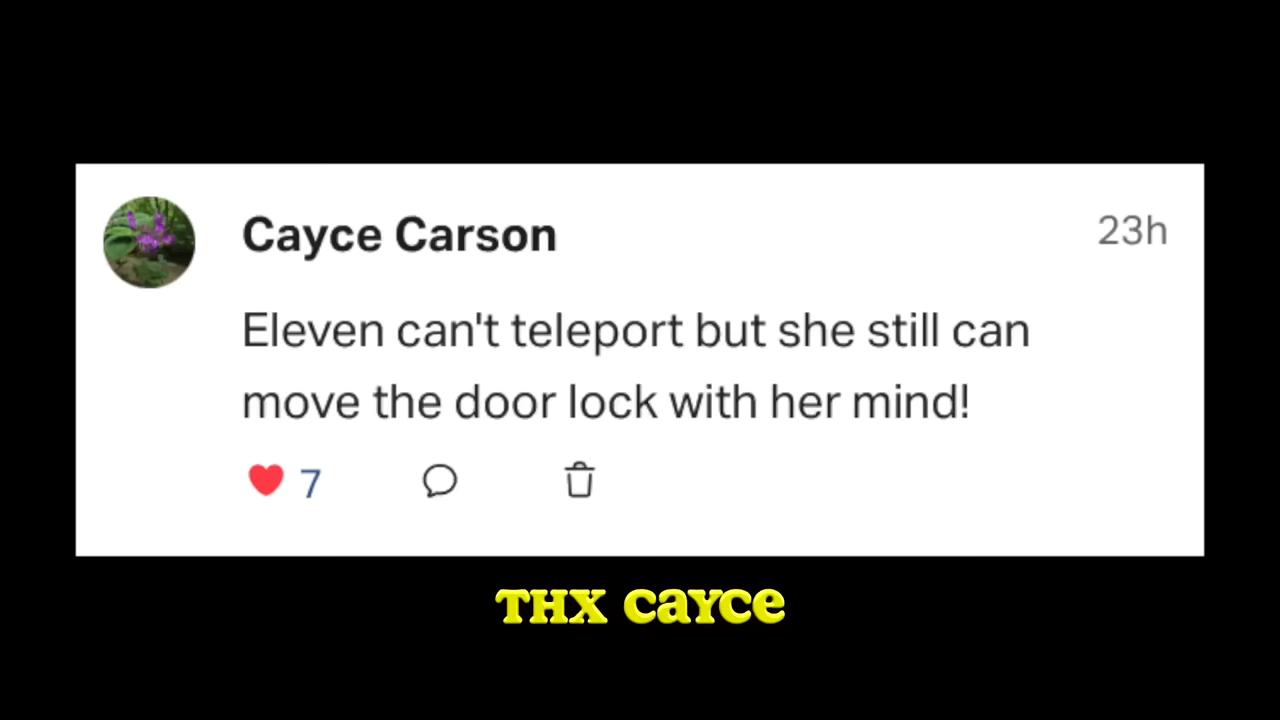 Cayce Carson
23h
Eleven can't teleport but she still can
move the door lock with her mind!
7
THX CAYCE